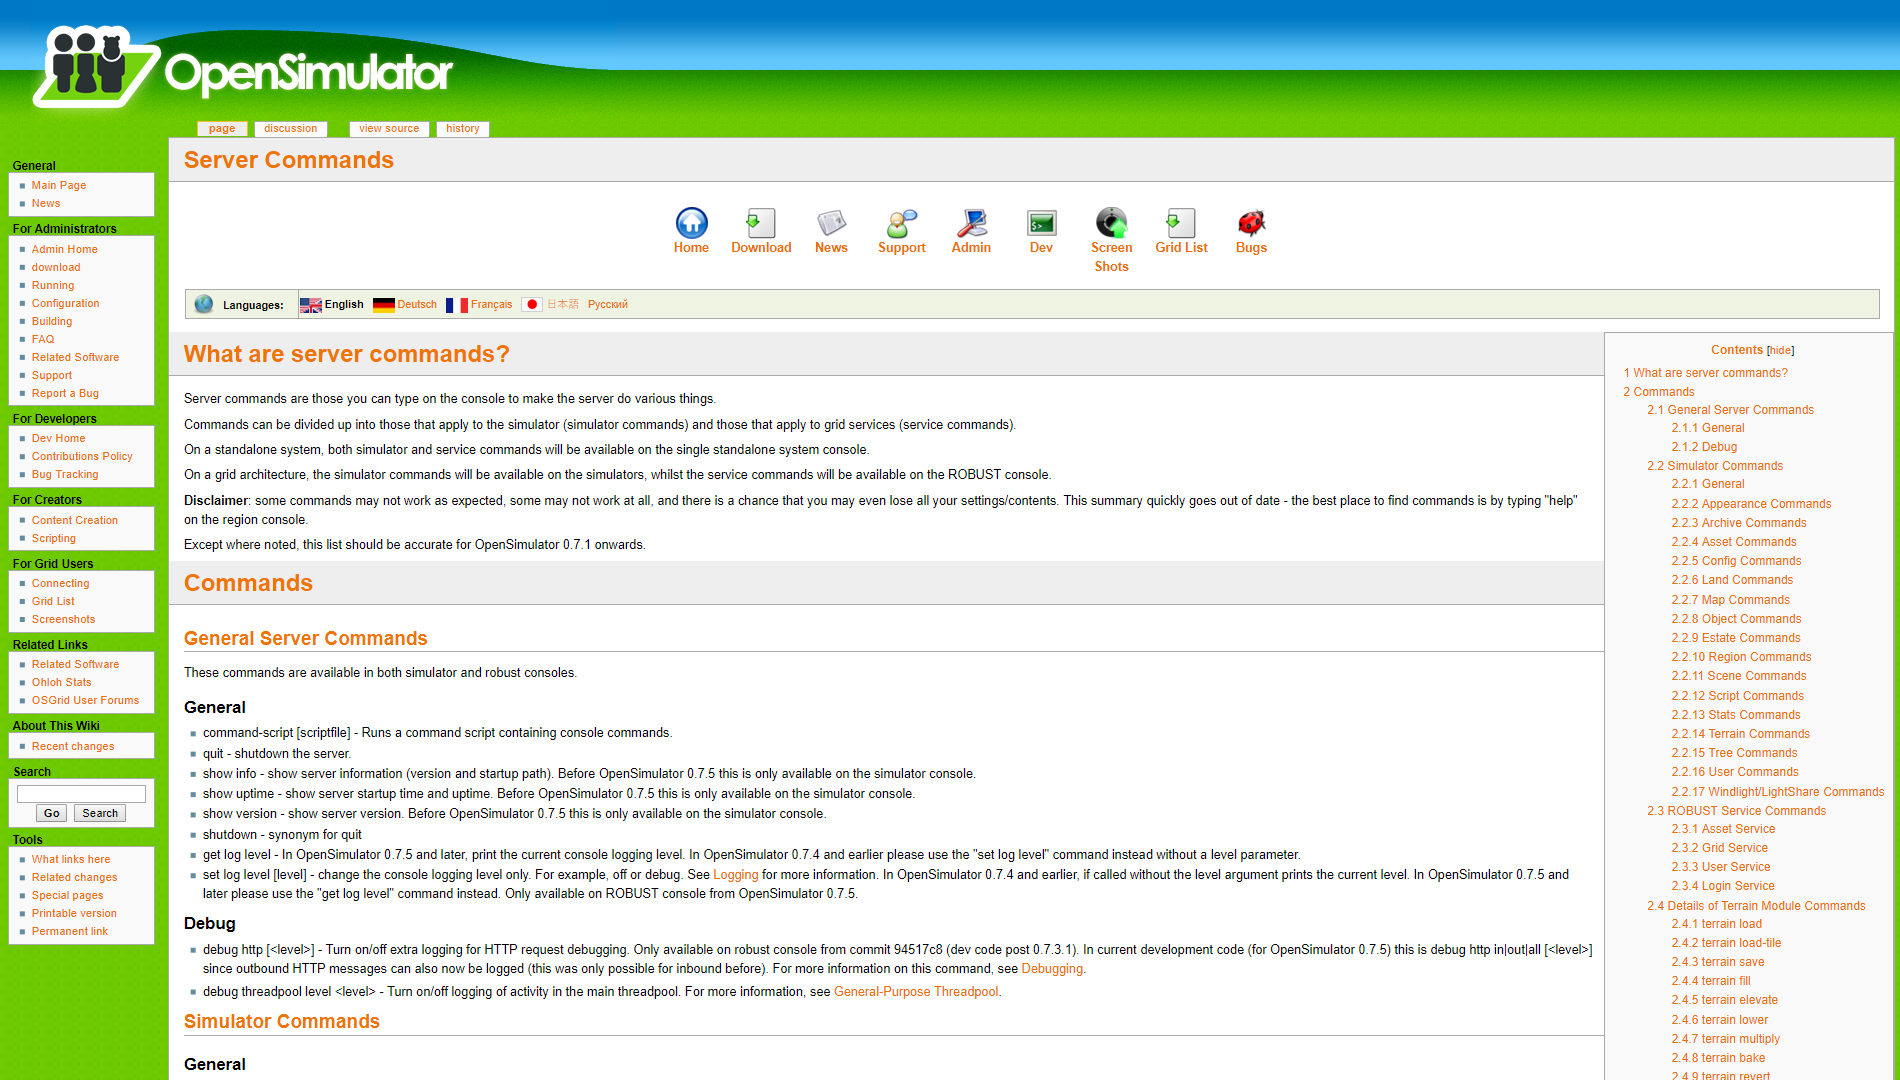 OpenSimulator
page
discussion
view source
history
General
Main Page
News
For Administrators
Admin Home
download
Running
Configuration
Building
FAQ
Related Software
Support
Report a Bug
For Developers
Dev Home
Contributions Policy
Bug Tracking
For Creators
Content Creation
Scripting
For Grid Users
Connecting
Grid List
Screenshots
Related Links
Related Software
Ohloh Stats
OSGrid User Forums
About This Wiki
Recent changes
Search
Go Search
Tools
What links here
Related changes
Special pages
Printable version
Permanent link
Server Commands
Home
Download
News
Support
Admin
Dev
Screen
Shots
Grid List
Bugs
Languages: English Deutsch Français 日本語 Русский
What are server commands?
Server commands are those you can type on the console to make the server do various things.
Commands can be divided up into those that apply to the simulator (simulator commands) and those that apply to grid services (service commands).
On a standalone system, both simulator and service commands will be available on the single standalone system console.
On a grid architecture, the simulator commands will be available on the simulators, whilst the service commands will be available on the ROBUST console.
Disclaimer: some commands may not work as expected, some may not work at all, and there is a chance that you may even lose all your settings/contents. This summary quickly goes out of date - the best place to find commands is by typing "help"
on the region console.
Except where noted, this list should be accurate for OpenSimulator 0.7.1 onwards.
Commands
General Server Commands
These commands are available in both simulator and robust consoles.
General
command-script [scriptfile] - Runs a command script containing console commands.
quit - shutdown the server.
show info - show server information (version and startup path). Before OpenSimulator 0.7.5 this is only available on the simulator console.
show uptime - show server startup time and uptime. Before OpenSimulator 0.7.5 this is only available on the simulator console.
show version - show server version. Before OpenSimulator 0.7.5 this is only available on the simulator console.
shutdown - synonym for quit
get log level - In OpenSimulator 0.7.5 and later, print the current console logging level. In OpenSimulator 0.7.4 and earlier please use the "set log level" command instead without a level parameter.
set log level [level] - change the console logging level only. For example, off or debug. See Logging for more information. In OpenSimulator 0.7.4 and earlier, if called without the level argument prints the current level. In OpenSimulator 0.7.5 and
later please use the "get log level" command instead. Only available on ROBUST console from OpenSimulator 0.7.5.
Debug
debug http [<level>] - Turn on/off extra logging for HTTP request debugging. Only available on robust console from commit 94517c8 (dev code post 0.7.3.1). In current development code (for OpenSimulator 0.7.5) this is debug http in|out|all [<level>]
since outbound HTTP messages can also now be logged (this was only possible for inbound before). For more information on this command, see Debugging.
debug threadpool level <level> - Turn on/off logging of activity in the main threadpool. For more information, see General-Purpose Threadpool.
Simulator Commands
General
Contents [hide]
1 What are server commands?
2 Commands
2.1 General Server Commands
2.1.1 General
2.1.2 Debug
2.2 Simulator Commands
2.2.1 General
2.2.2 Appearance Commands
2.2.3 Archive Commands
2.2.4 Asset Commands
2.2.5 Config Commands
2.2.6 Land Commands
2.2.7 Map Commands
2.2.8 Object Commands
2.2.9 Estate Commands
2.2.10 Region Commands
2.2.11 Scene Commands
2.2.12 Script Commands
2.2.13 Stats Commands
2.2.14 Terrain Commands
2.2.15 Tree Commands
2.2.16 User Commands
2.2.17 Windlight/LightShare Commands
2.3 ROBUST Service Commands
2.3.1 Asset Service
2.3.2 Grid Service
2.3.3 User Service
2.3.4 Login Service
2.4 Details of Terrain Module Commands
2.4.1 terrain load
2.4.2 terrain load-tile
2.4.3 terrain save
2.4.4 terrain fill
2.4.5 terrain elevate
2.4.6 terrain lower
2.4.7 terrain multiply
2.4.8 terrain bake
2.4.9 terrain revert